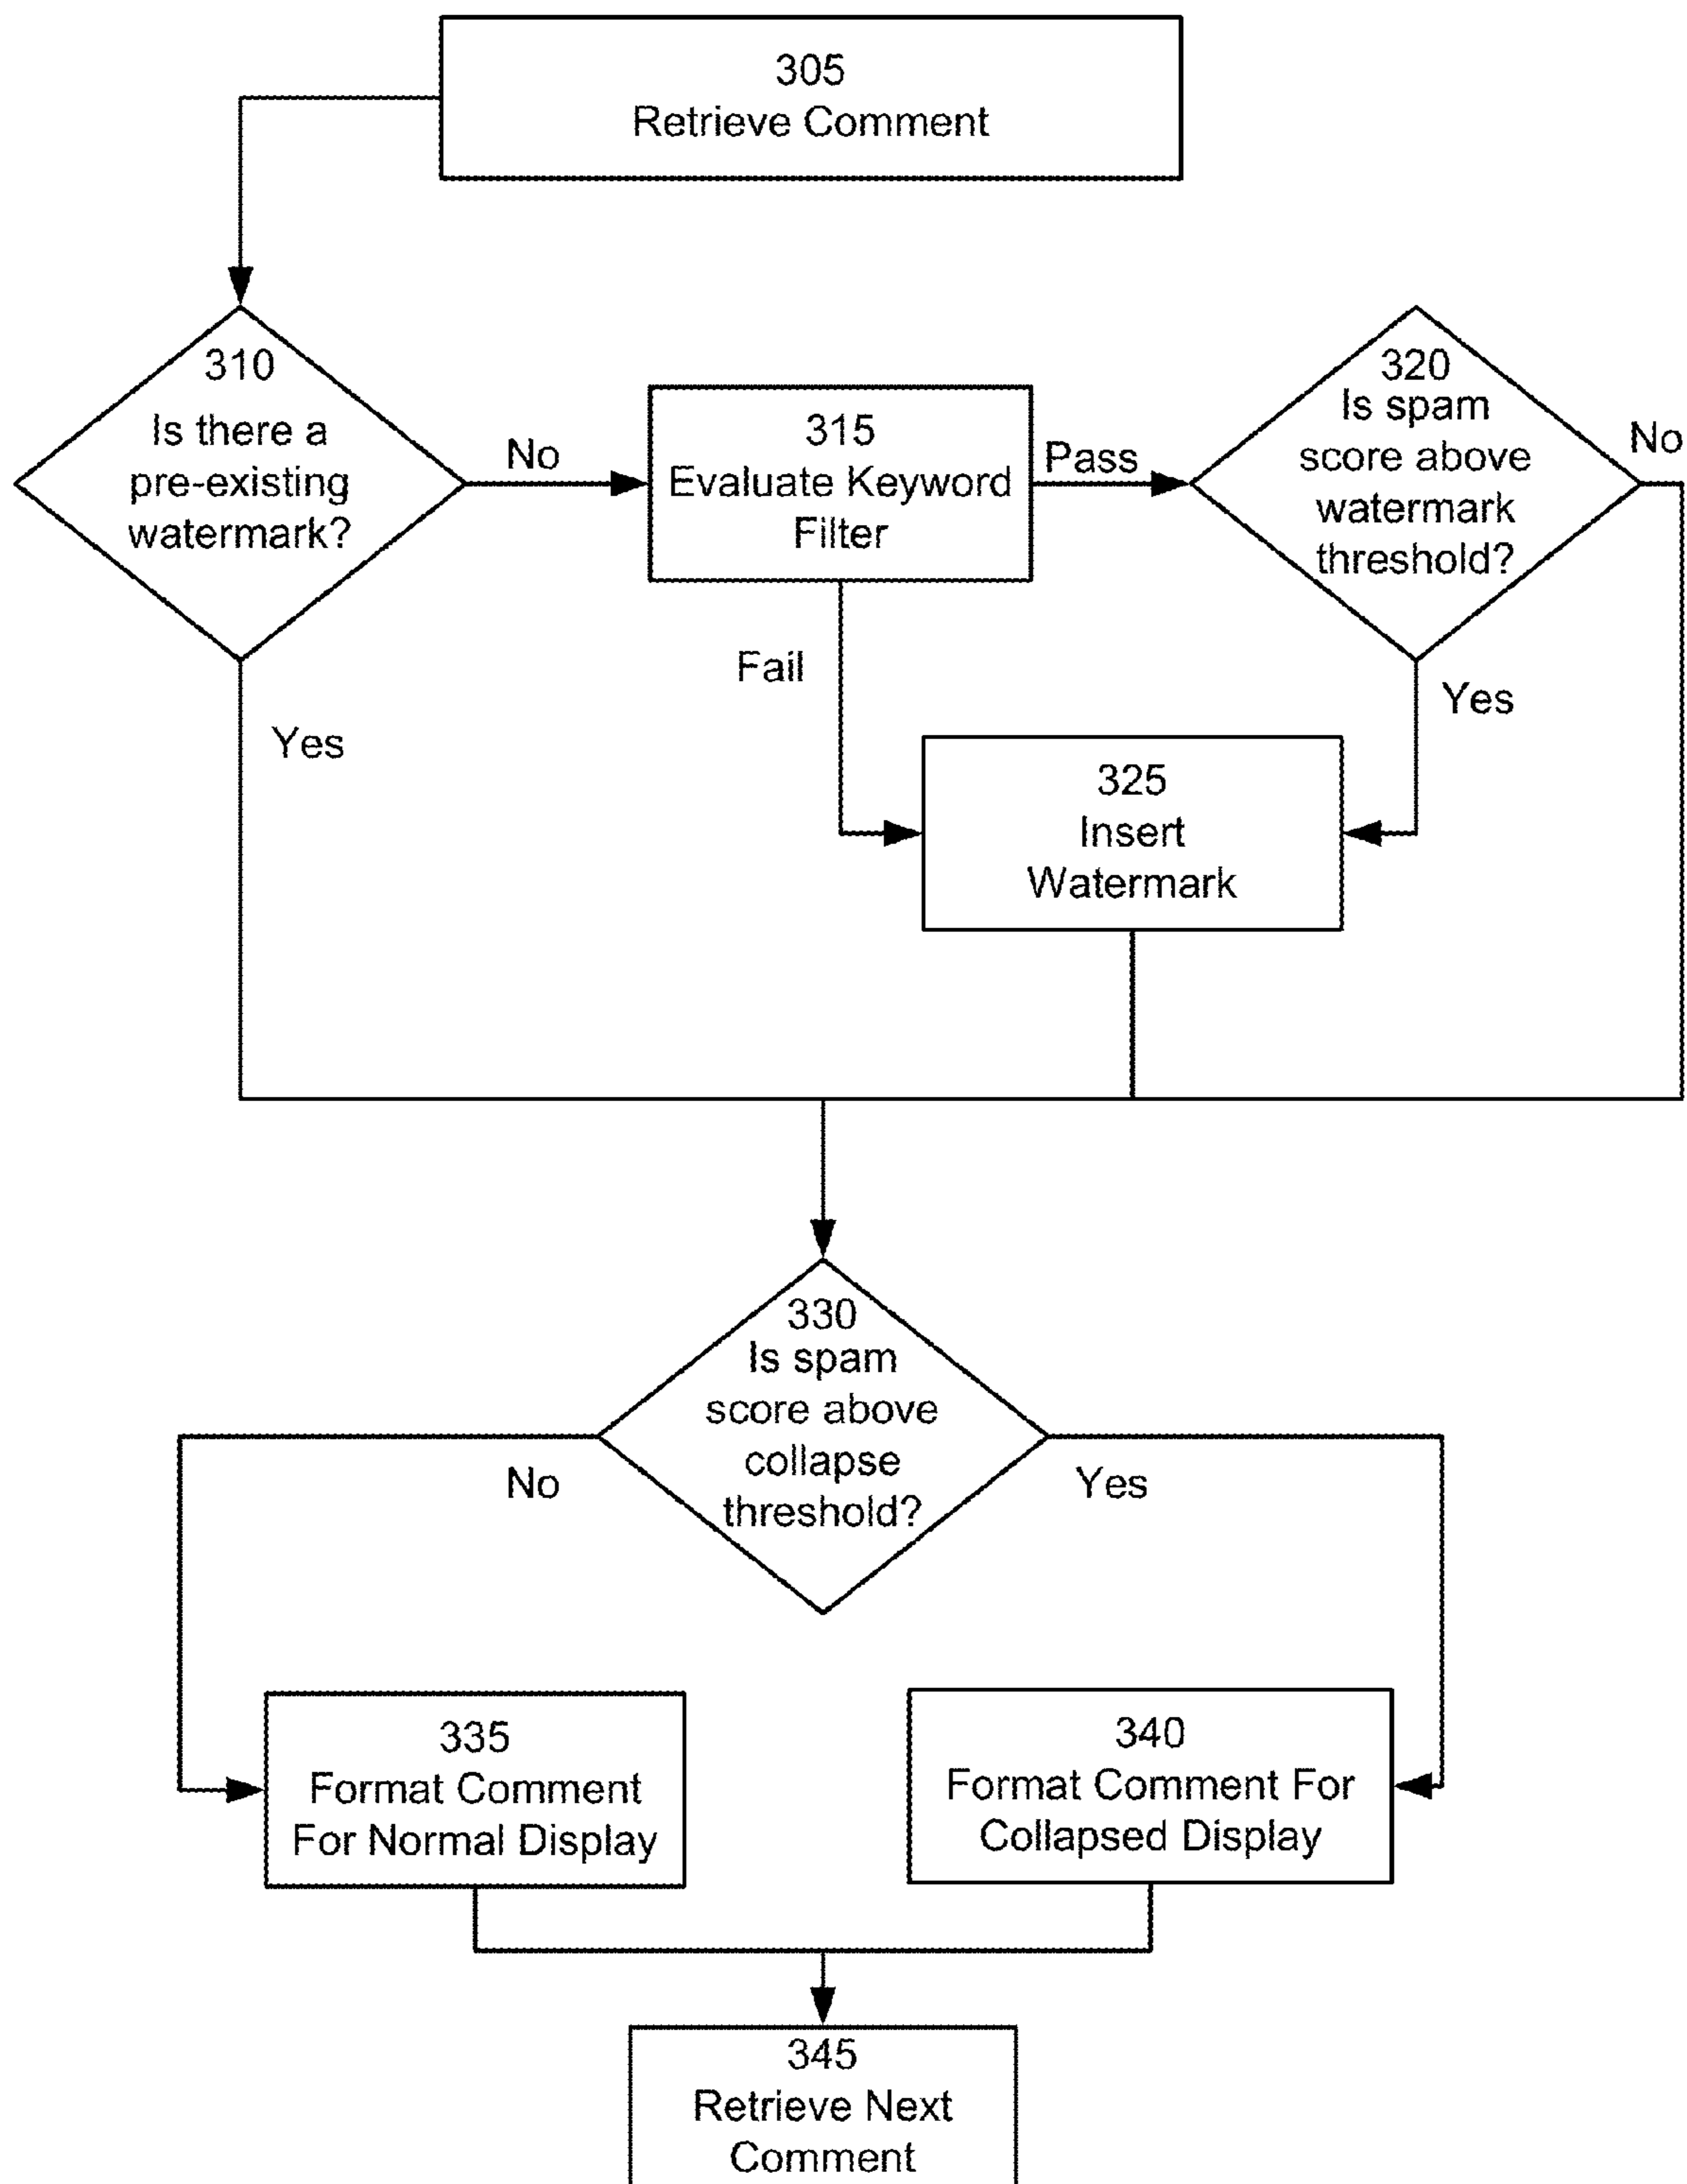 305
Retrieve Comment
310
Is there a
pre-existing
watermark?
No
315
Evaluate Keyword
Filter
Pass
320
Is spam
score above
watermark
threshold?
No
Fail
Yes
Yes
325
Insert
Watermark
330
Is spam
score above
collapse
threshold?
No
Yes
335
Format Comment
For Normal Display
340
Format Comment For
Collapsed Display
345
Retrieve Next
Comment